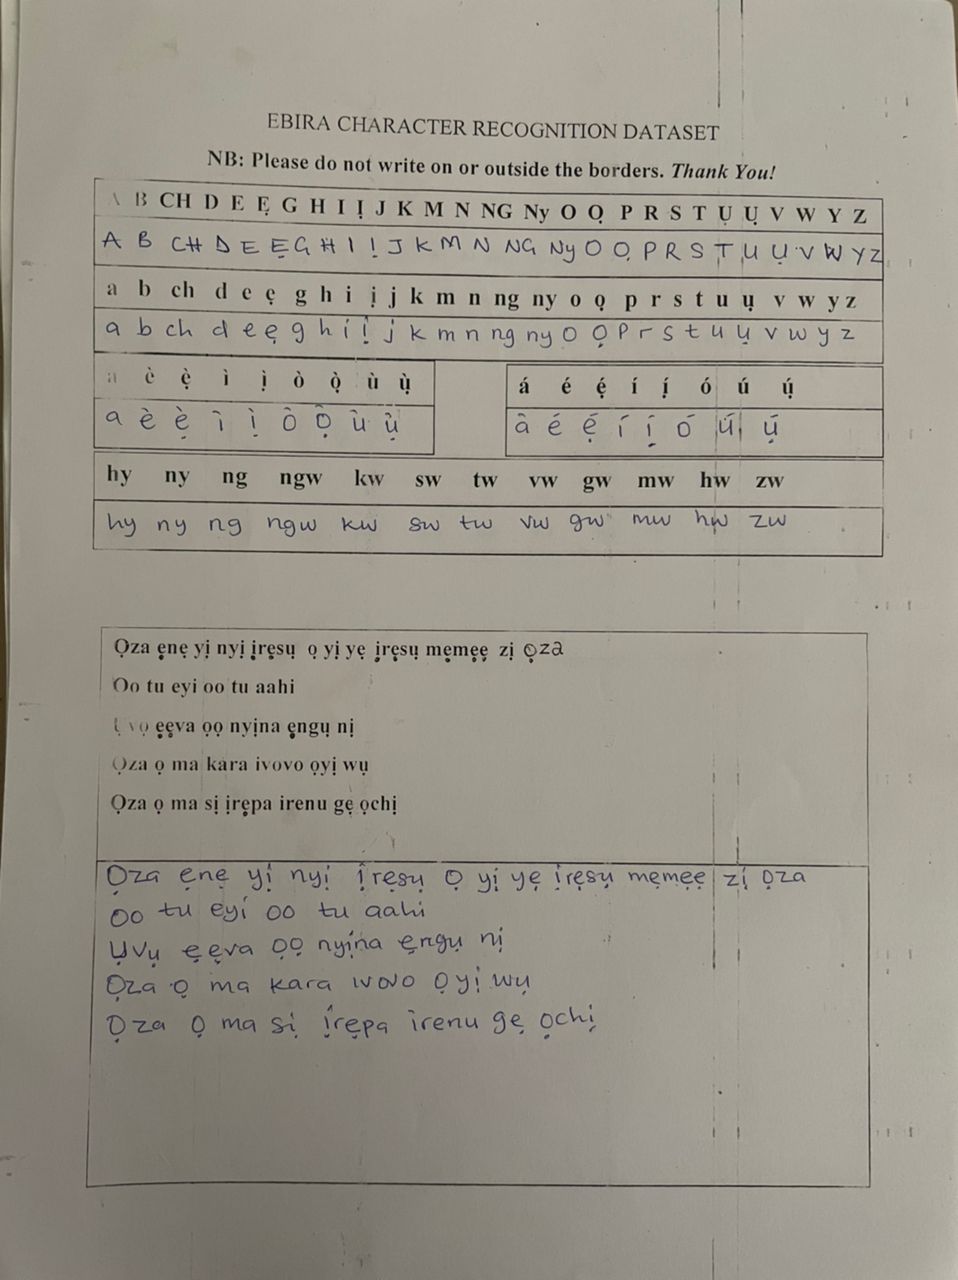 EBIRA CHARACTER RECOGNITION DATASET
NB: Please do not write on or outside the borders. Thank You!
A B CH D E Ẹ G H I Ị J K M N NG Ny O Ọ P R S T Ụ Ụ V W Y Z
A B CH D E Ẹ G H I Ị J K M N NG Ny O Ọ P R S T U Ụ V W Y Z
a b ch d e ẹ g h i ị j k m n ng ny o ọ p r s t u ụ v w y z
a b ch d e ẹ g h i ị j k m n ng ny o ọ p r s t u ụ v w y z
a è ẹ̀ ì ị̀ ò ọ̀ ù ụ̀ á é ẹ́ í ị́ ó ú ụ́
a è ẹ̀ ì ị̀ ò ọ̀ ù ụ̀ à é ẹ́ í ị́ ó ú ụ́
hy ny ng ngw kw sw tw vw gw mw hw zw
hy ny ng ngw kw sw tw vw gw mw hw zw
Ọza ẹnẹ yị nyị ịrẹsụ ọ yị yẹ ịrẹsụ mẹmẹẹ zị ọza
Oo tu eyi oo tu aahi
ẹẹva ọọ nyịna ẹngụ nị
Ọza ọ ma kara ivovo ọyị wụ
Ọza ọ ma sị ịrẹpa irenu gẹ ọchị
Ọza ẹnẹ yị nyị ịrẹsụ Ọ yị yẹ ịrẹsụ mẹmẹẹ zị ọza
Oo tu eyi oo tu aahi
Ụvụ ẹẹva ọọ nyịna ẹngụ nị
Ọza Ọ ma kara ivovo Ọyị wụ
Ọza Ọ ma sị ịrẹpa irenu gẹ ọchị